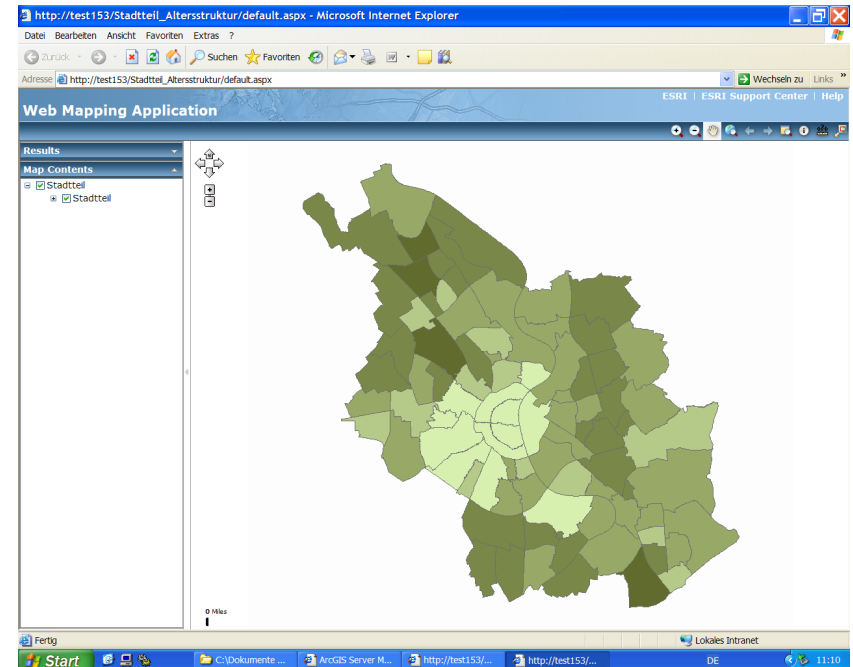 http://test153/Stadtteil_Altersstruktur/default.aspx - Microsoft Internet Explorer
Datei Bearbeiten Ansicht Favoriten Extras ?
Zurück Suchen Favoriten
Adresse http://test153/Stadtteil_Altersstruktur/default.aspx Wechseln zu Links »
ESRI | ESRI Support Center | Help
Web Mapping Application
Results
Map Contents
Stadtteil
Stadtteil
0 Miles
Fertig Lokales Intranet
Start C:\Dokumente ... ArcGIS Server M... http://test153/... http://test153/... DE 11:10